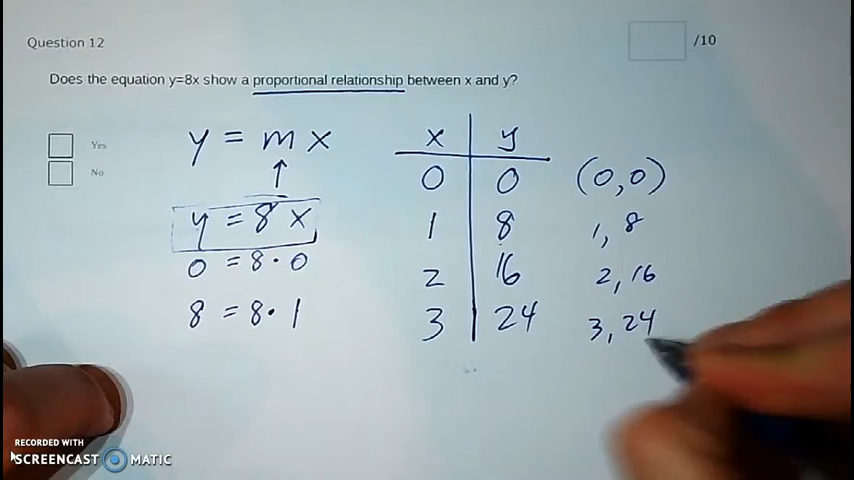 Question 12
/10
Does the equation y=8x show a proportional relationship between x and y?
Yes
No
y = m x
y = 8 x
0 = 8 · 0
8 = 8 · 1
x y
0 0 (0,0)
1 8 1, 8
2 16 2, 16
3 24 3, 24
RECORDED WITH
SCREENCAST MATIC